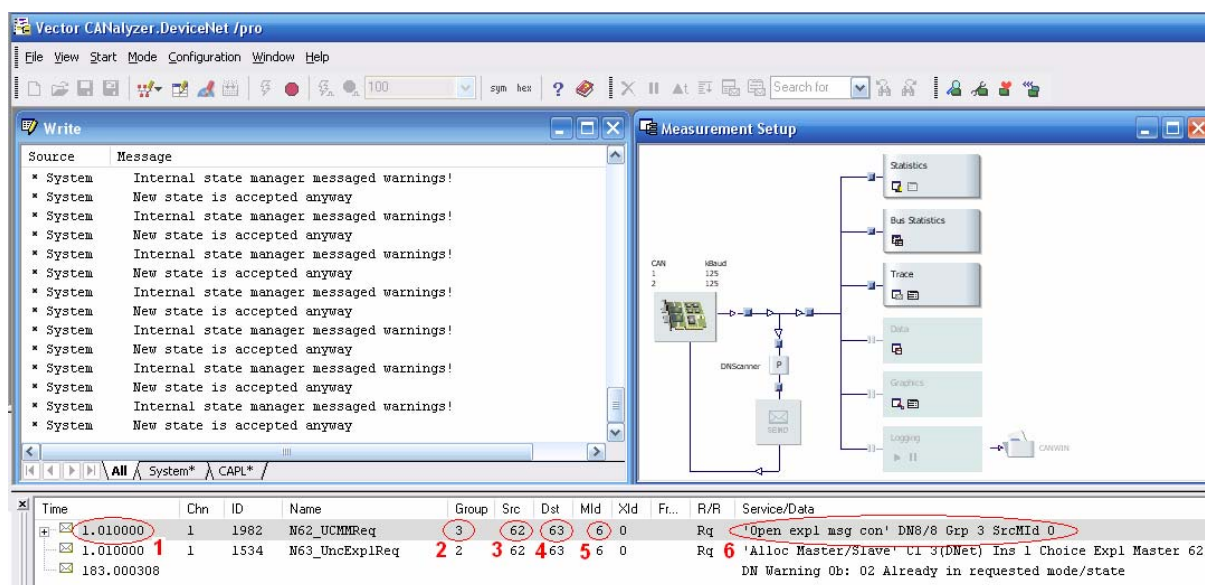 Vector CANalyzer.DeviceNet /pro
File View Start Mode Configuration Window Help
100 sym hex ? Search for
Write
Source Message
* System Internal state manager messaged warnings!
* System New state is accepted anyway
* System Internal state manager messaged warnings!
* System New state is accepted anyway
* System Internal state manager messaged warnings!
* System New state is accepted anyway
* System Internal state manager messaged warnings!
* System New state is accepted anyway
* System Internal state manager messaged warnings!
* System New state is accepted anyway
* System Internal state manager messaged warnings!
* System New state is accepted anyway
* System Internal state manager messaged warnings!
* System New state is accepted anyway
All System* CAPL*
Measurement Setup
CAN kBaud
1 125
2 125
DNScanner P
SEND
Statistics
Bus Statistics
Trace
Data
Graphics
Logging
CANWIN
Time Chn ID Name Group Src Dst MId XId Fr... R/R Service/Data
1.010000 1 1982 N62_UCMMReq 3 62 63 6 0 Rq 'Open expl msg con' DN8/8 Grp 3 SrcMId 0
1.010000 1 1 1534 N63_UncExplReq 2 2 3 62 4 63 5 6 0 Rq 6 'Alloc Master/Slave' Cl 3(DNet) Ins 1 Choice Expl Master 62
183.000308 DN Warning 0b: 02 Already in requested mode/state